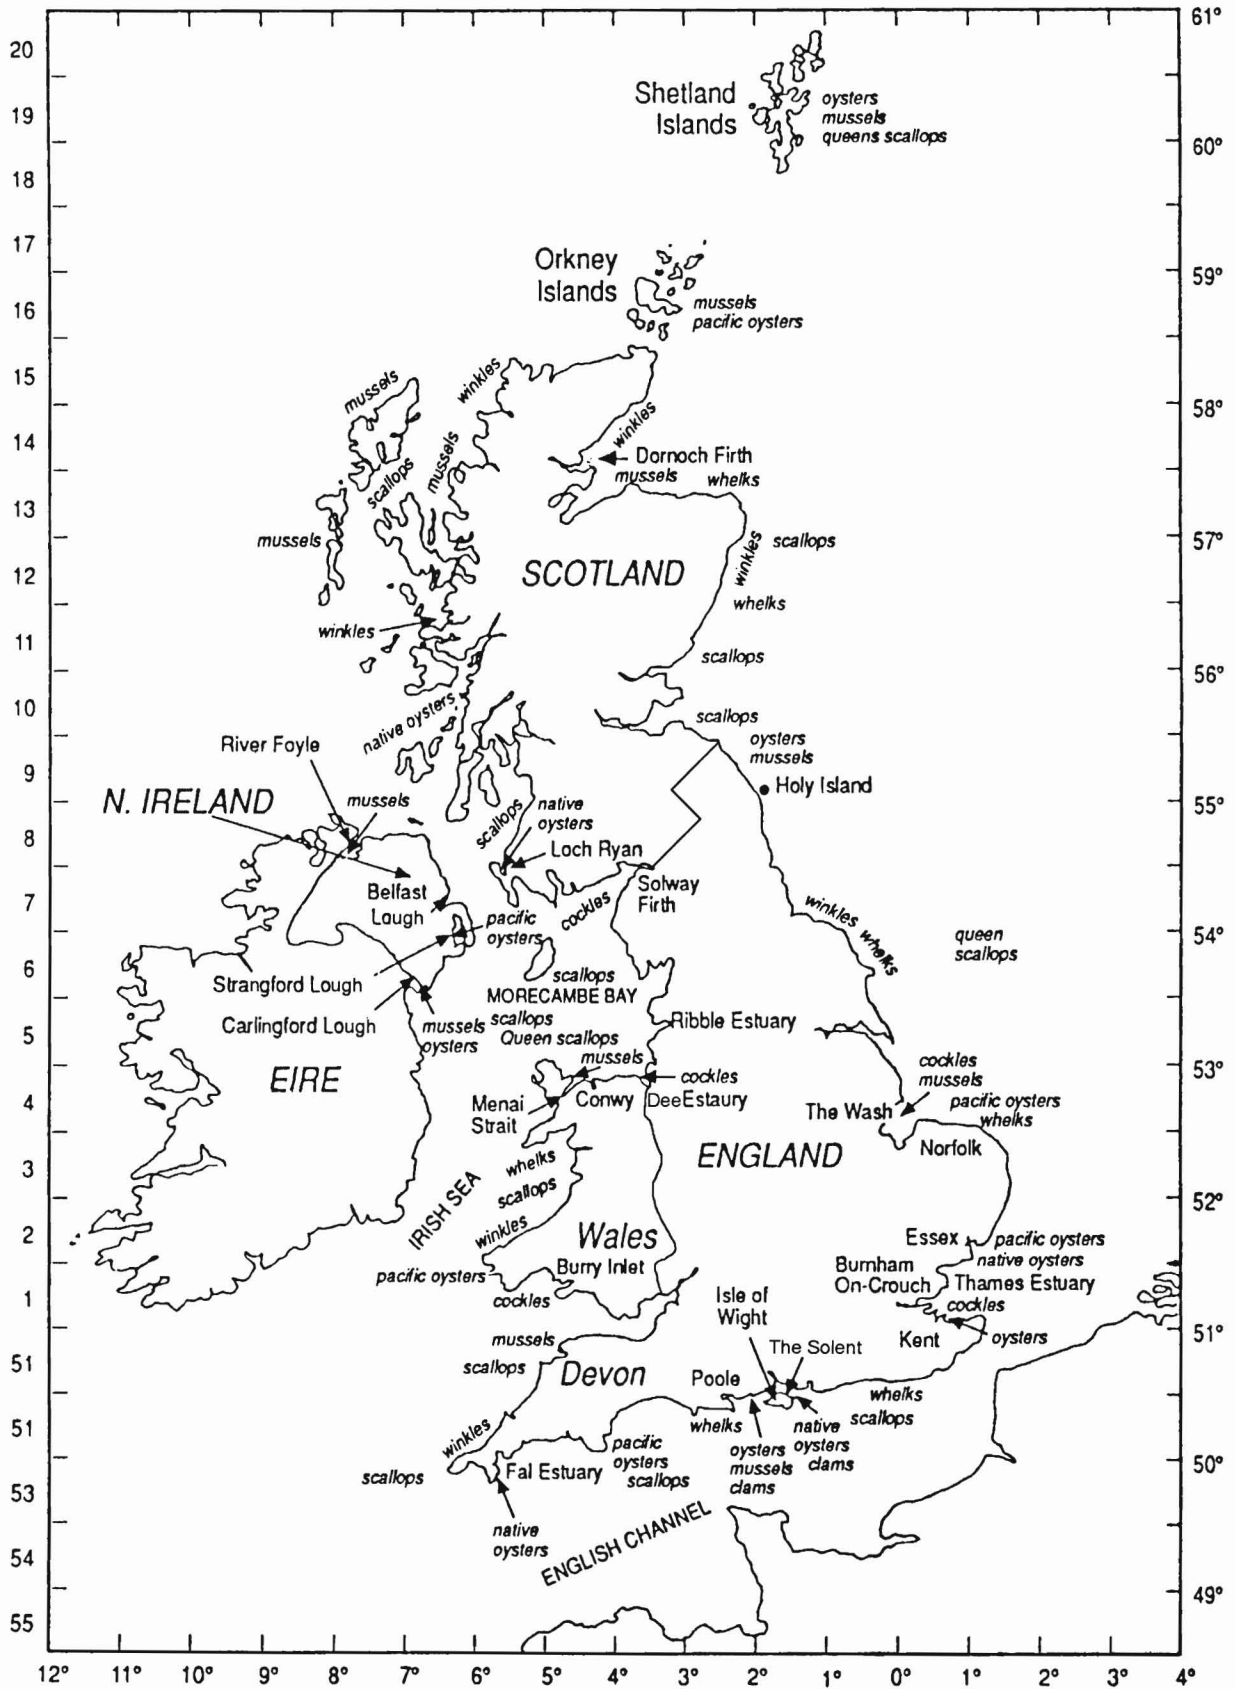 61°
20
Shetland
Islands
oysters
mussels
queens scallops
19
60°
18
17
Orkney
Islands
59°
16
mussels
pacific oysters
15
mussels
winkles
58°
winkles
14
mussels
scallops
Dornoch Firth
mussels
whelks
13
mussels
scallops
57°
winkles
12
SCOTLAND
whelks
winkles
11
scallops
56°
10
native oysters
scallops
River Foyle
oysters
mussels
9
Holy Island
N. IRELAND
mussels
scallops
native
oysters
55°
8
Loch Ryan
Belfast
Lough
Solway
Firth
7
cockles
winkles
whelks
pacific
oysters
queen
scallops
54°
6
scallops
Strangford Lough
MORECAMBE BAY
Carlingford Lough
scallops
Ribble Estuary
5
mussels
oysters
Queen scallops
mussels
EIRE
cockles
cockles
mussels
53°
4
Menai
Strait
Conwy
Dee Estaury
The Wash
pacific oysters
whelks
ENGLAND
Norfolk
3
whelks
scallops
IRISH SEA
52°
2
winkles
Wales
Essex
pacific oysters
native oysters
pacific oysters
Burry Inlet
Burnham
On-Crouch
Thames Estuary
1
cockles
Isle of
Wight
cockles
51°
mussels
Kent
oysters
51
scallops
Devon
Poole
The Solent
whelks
51
winkles
whelks
native
oysters
clams
scallops
pacific
oysters
scallops
oysters
mussels
clams
50°
scallops
Fal Estuary
53
native
oysters
ENGLISH CHANNEL
54
49°
55
12° 11° 10° 9° 8° 7° 6° 5° 4° 3° 2° 1° 0° 1° 2° 3° 4°